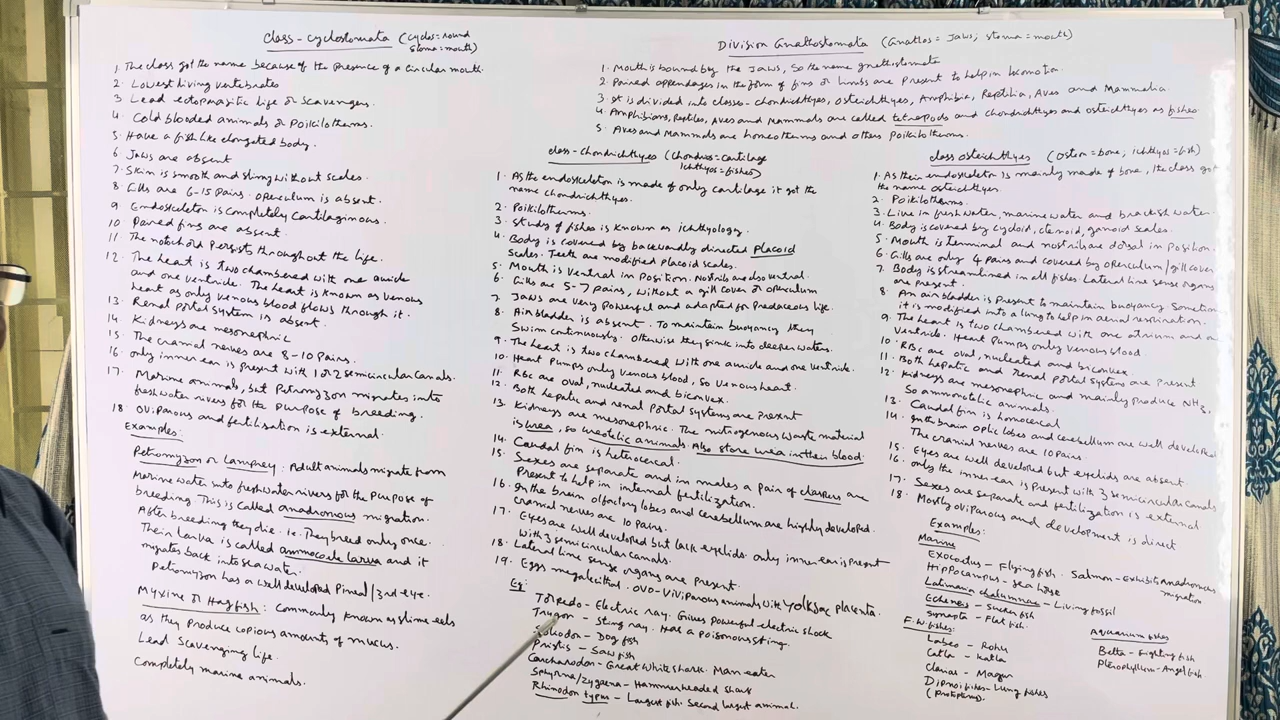 class-cyclostomata (cyclos=round
stoma=mouth)
1. The class got the name because of the presence of a circular mouth.
2. Lowest living vertebrates
3 Lead ectoparasitic life or Scavengers.
4. Cold blooded animals or Poikilotherms.
5. Have a fish like elongated body.
6 Jaws are absent
7. Skin is smooth and slimy without scales.
8. Gills are 6-15 pairs. operculum is absent.
9 Endoskeleton is completely Cartilaginous.
10 Paired fins are absent.
11 The notochord persists throughout the life.
12. The heart is two chambered with one auricle
and one ventricle. The heart is known as venous
heart as only venous blood flows through it.
13. Renal portal system is absent.
14. Kidneys are mesonephric
15. The cranial nerves are 8-10 Pairs.
16. only inner ear is present with 1 or 2 semicircular canals.
17. Marine animals, but Petromyzon migrates into
freshwater rivers for the purpose of breeding.
18. oviparous and fertilisation is external.
Examples:
Petromyzon or Lamprey: Adult animals migrate from
Marine water into freshwater rivers for the purpose of
breeding. This is called anadromous migration.
After breeding they die. i.e. They breed only once.
Their larva is called ammocete larva and it
migrates back into sea water.
Petromyzon has a well developed Pineal / 3rd eye.
Myxine or Hagfish: Commonly known as slime eels
as they produce copious amounts of mucus.
Lead Scavenging life.
Completely marine animals.
Division Gnathostomata (Gnathos = Jaws; stoma = mouth)
1. Mouth is bound by the Jaws, so the name gnathostomata
2. Paired appendages in the form of fins or limbs are present to help in locomotion.
3. It is divided into classes- chondrichthyes, osteichthyes, Amphibia, Reptilia, Aves and Mammalia.
4. Amphibians, Reptiles, Aves and Mammals are called tetrapods and chondrichthyes and osteichthyes as fishes.
5. Aves and Mammals are homeotherms and others Poikilotherms.
class-chondrichthyes (Chondros=cartilage
ichthyos=fishes)
1. As the endoskeleton is made of only cartilage it got the
name chondrichthyes.
2. Poikilotherms.
3. study of fishes is known as ichthyology.
4. Body is covered by backwardly directed placoid
scales. Teeth are modified placoid scales.
5. Mouth is ventral in position. Nostrils are also ventral.
6. Gills are 5-7 pairs, without a gill cover or operculum
7. Jaws are very powerful and adapted for Predaceous life.
8. Air bladder is absent. To maintain buoyancy they
Swim continuously. otherwise they sink into deeper waters.
9. The heart is two chambered with one auricle and one ventricle.
10. Heart Pumps only venous blood, so venous heart.
11. RBC are oval, nucleated and biconvex.
12. Both hepatic and renal portal systems are present
13. Kidneys are mesonephric. The nitrogenous waste material
is urea, so ureotelic animals. Also store urea in their blood.
14. Caudal fin is heterocercal.
15. Sexes are separate and in males a pair of claspers are
Present to help in internal fertilization.
16. In the brain olfactory lobes and cerebellum are highly developed.
cranial nerves are 10 pairs.
17. Eyes are well developed but lack eyelids. only inner ear is present
with 3 semicircular canals.
18. Lateral line sense organs are present.
19. Eggs megalecithal. ovo-viviparous animals with yolksac placenta.
Eg:
Torpedo - Electric ray. Gives Powerful electric shock
Trygon - Sting ray. Has a poisonous sting.
- Dog fish
Pristis - Saw fish
Carcharodon - Great White shark. Man eater
Sphyrna/Zygaena - Hammerheaded shark
Rhinodon typus - Largest fish. Second largest animal.
class osteichthyes (osteon=bone; ichthyos=fish)
1. As their endoskeleton is mainly made of bone, the class got
the name osteichthyes.
2. Poikilotherms.
3. Live in freshwater, marine water and brackish water.
4. Body is covered by cycloid, ctenoid, ganoid scales.
5 Mouth is terminal and nostrils are dorsal in position.
6. Gills are only 4 pairs and covered by operculum/gill cover
7. Body is streamlined in all fishes. Lateral line sense organs
are present.
8. An air bladder is present to maintain buoyancy. Sometimes
it is modified into a lung to help in aerial respiration.
9. The heart is two chambered with one atrium and one
ventricle. Heart Pumps only venous blood.
10. RBC are oval, nucleated and biconvex
11. Both hepatic and renal portal system are present
12. Kidneys are mesonephric and mainly produce NH3,
So ammonotelic animals.
13. Caudal fin is homocercal
14. In the brain optic lobes and cerebellum are well developed
The cranial nerves are 10 pairs
15. Eyes are well developed but eyelids are absent
16. only the inner ear is present with 3 semicircular canals
17. Sexes are separate and fertilization is external
18. Mostly oviparous and development is direct
Examples:
Marine
Exocoetus - Flying fish. Salmon - exhibits Anadromous
migration
Hippocampus - Sea horse
Latimaria chalumnae - Living fossil
Echeneis - Sucker fish
Synapta - Flat fish.
F.W. fishes:
Labeo - Rohu
Catla - Katla
Clarias - Magur
Dipnoi fishes - Lung fishes
(Protopterus)
Aquarium fishes
Betta - Fighting fish
Pterophyllum - Angel fish